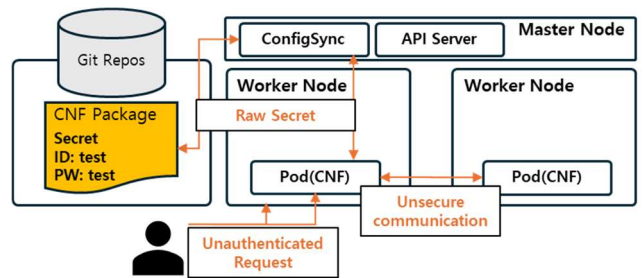 Git Repos
CNF Package
Secret
ID: test
PW: test
ConfigSync
API Server
Master Node
Worker Node
Worker Node
Raw Secret
Pod(CNF)
Pod(CNF)
Unsecure
communication
Unauthenticated
Request